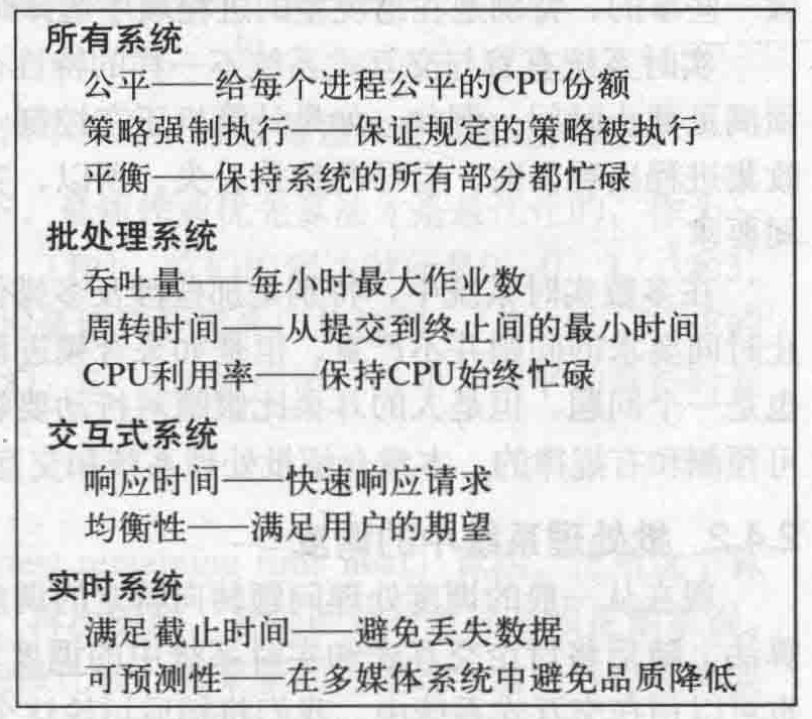 所有系统
公平——给每个进程公平的CPU份额
策略强制执行——保证规定的策略被执行
平衡——保持系统的所有部分都忙碌
批处理系统
吞吐量——每小时最大作业数
周转时间——从提交到终止间的最小时间
CPU利用率——保持CPU始终忙碌
交互式系统
响应时间——快速响应请求
均衡性——满足用户的期望
实时系统
满足截止时间——避免丢失数据
可预测性——在多媒体系统中避免品质降低